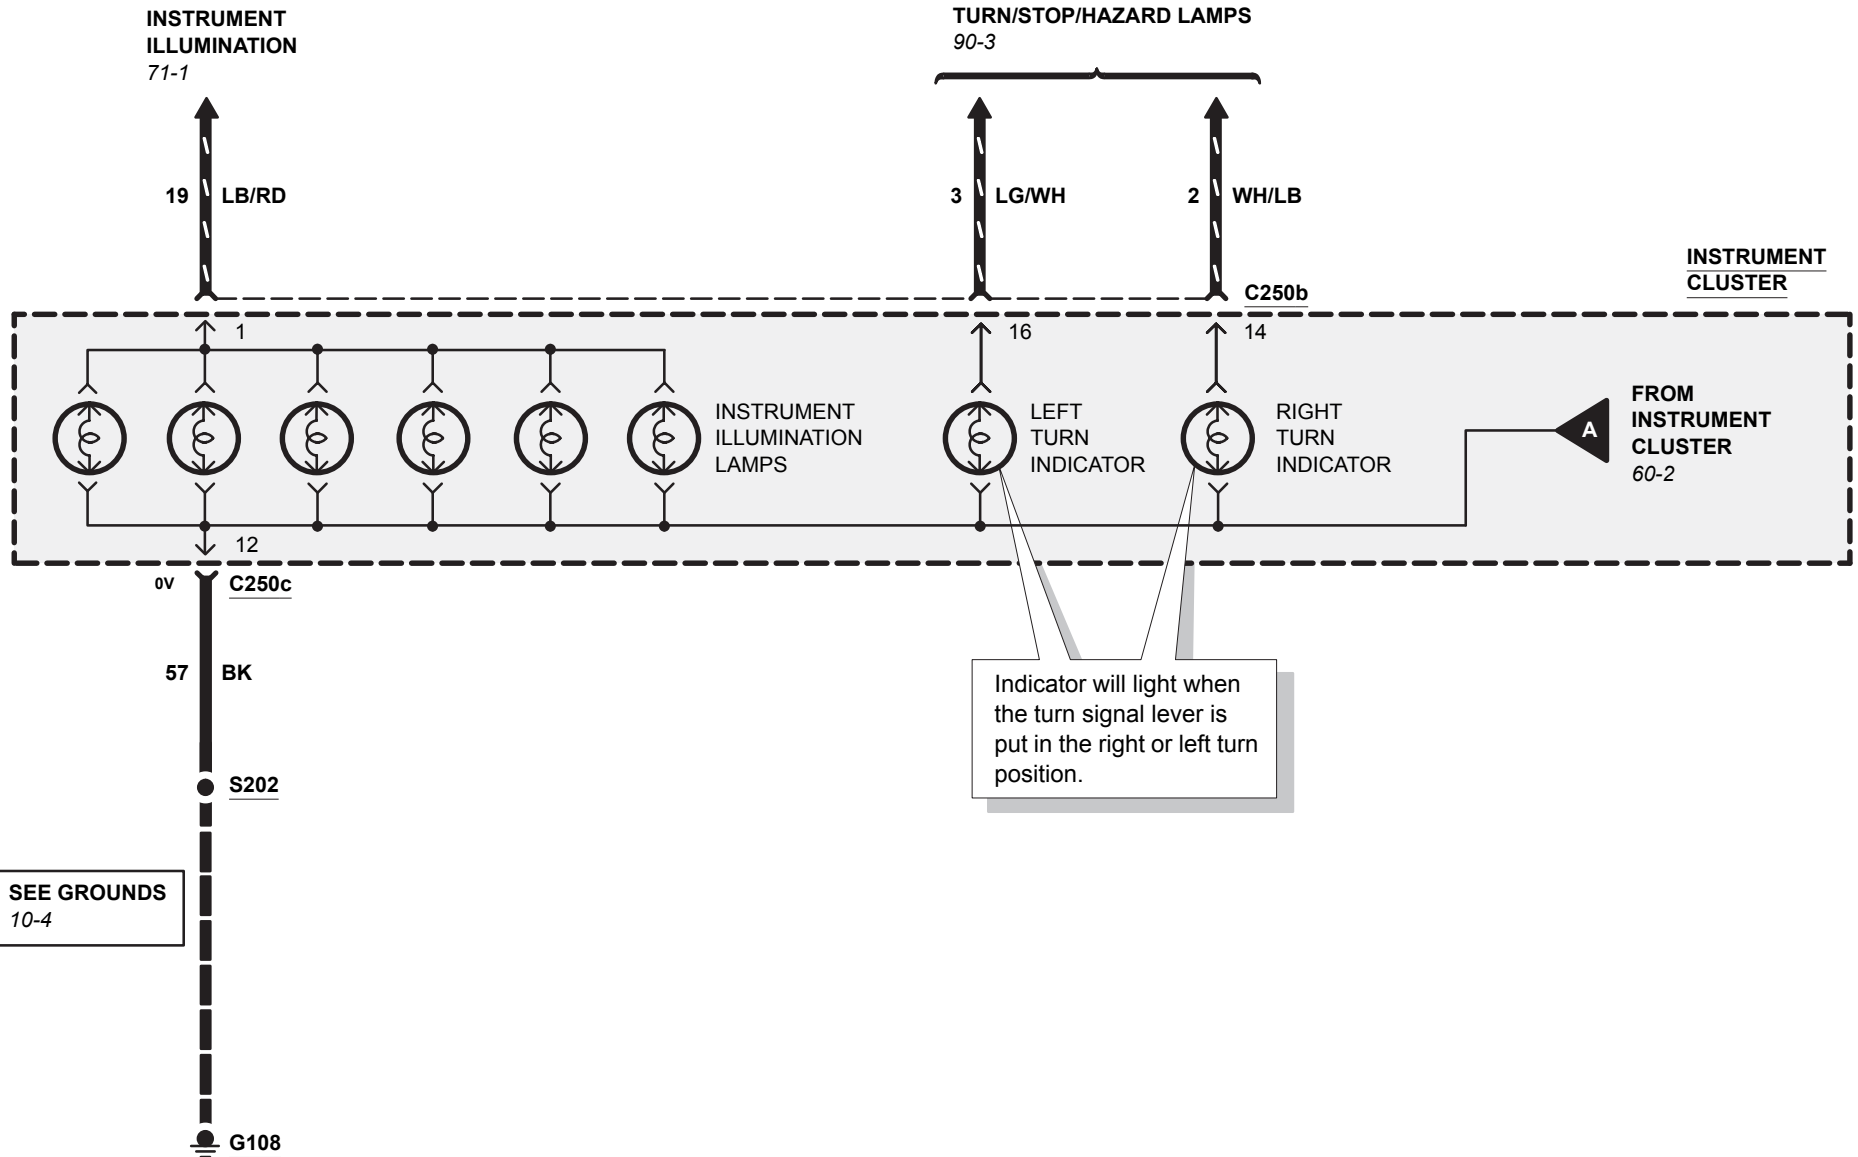 INSTRUMENT
ILLUMINATION
71-1
TURN/STOP/HAZARD LAMPS
90-3
19 LB/RD
3 LG/WH
2 WH/LB
INSTRUMENT
CLUSTER
C250b
1
16
14
INSTRUMENT
ILLUMINATION
LAMPS
LEFT
TURN
INDICATOR
RIGHT
TURN
INDICATOR
A
FROM
INSTRUMENT
CLUSTER
60-2
12
0V
C250c
57 BK
Indicator will light when
the turn signal lever is
put in the right or left turn
position.
S202
SEE GROUNDS
10-4
G108